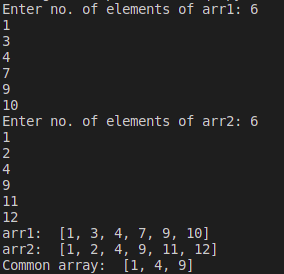 Enter no. of elements of arr1: 6
1
3
4
7
9
10
Enter no. of elements of arr2: 6
1
2
4
9
11
12
arr1:  [1, 3, 4, 7, 9, 10]
arr2:  [1, 2, 4, 9, 11, 12]
Common array:  [1, 4, 9]